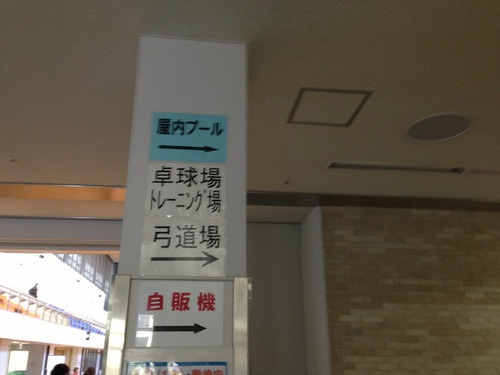 屋内プール
卓球場
トレーニング場
弓道場
自販機